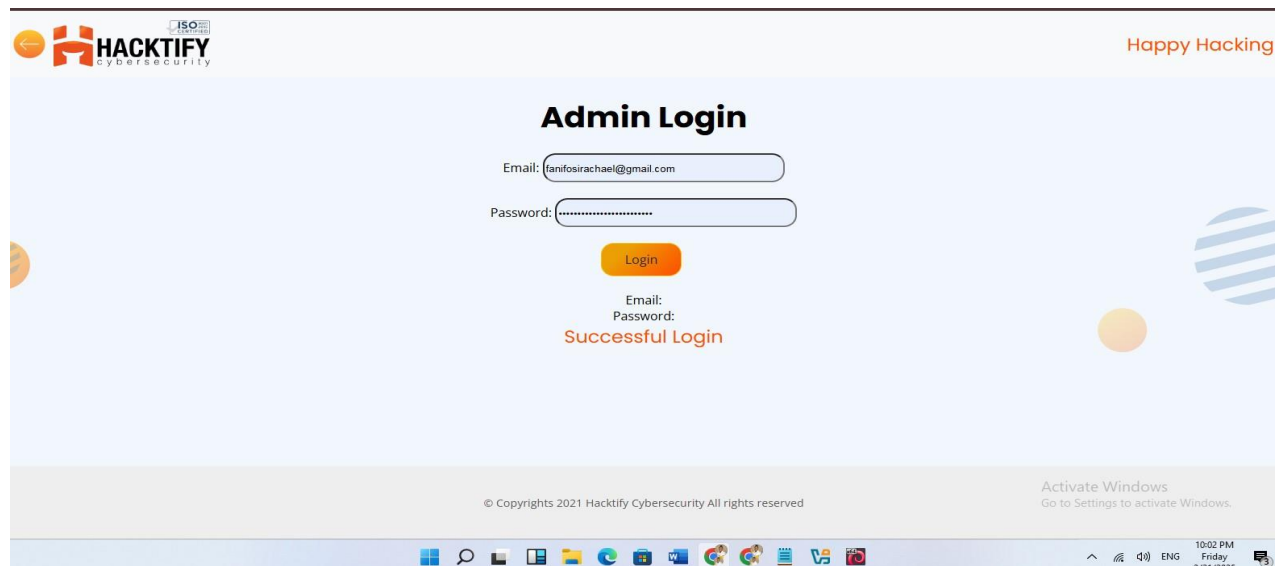 ISO
CERTIFIED
HACKTIFY
cybersecurity
Happy Hacking
Admin Login
Email: fanifosirachael@gmail.com
Password: •••••••••••••••••••••••••
Login
Email:
Password:
Successful Login
© Copyrights 2021 Hacktify Cybersecurity All rights reserved
Activate Windows
Go to Settings to activate Windows.
ENG
10:02 PM
Friday